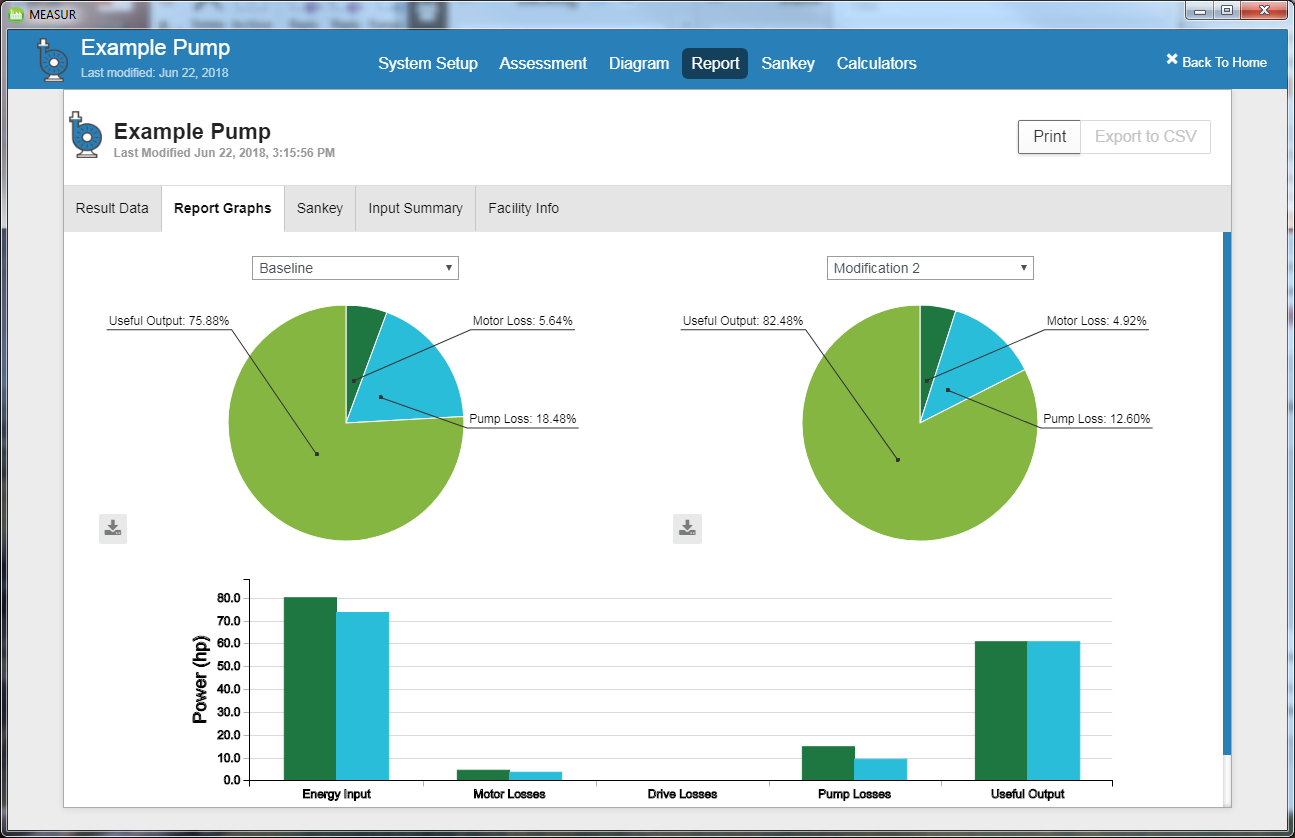 MEASUR
Example Pump
Last modified: Jun 22, 2018
System Setup Assessment Diagram Report Sankey Calculators
Back To Home
Example Pump
Last Modified Jun 22, 2018, 3:15:56 PM
Print Export to CSV
Result Data Report Graphs Sankey Input Summary Facility Info
Baseline
Modification 2
Useful Output: 75.88%
Motor Loss: 5.64%
Pump Loss: 18.48%
Useful Output: 82.48%
Motor Loss: 4.92%
Pump Loss: 12.60%
Power (hp)
80.0
70.0
60.0
50.0
40.0
30.0
20.0
10.0
0.0
Energy Input Motor Losses Drive Losses Pump Losses Useful Output